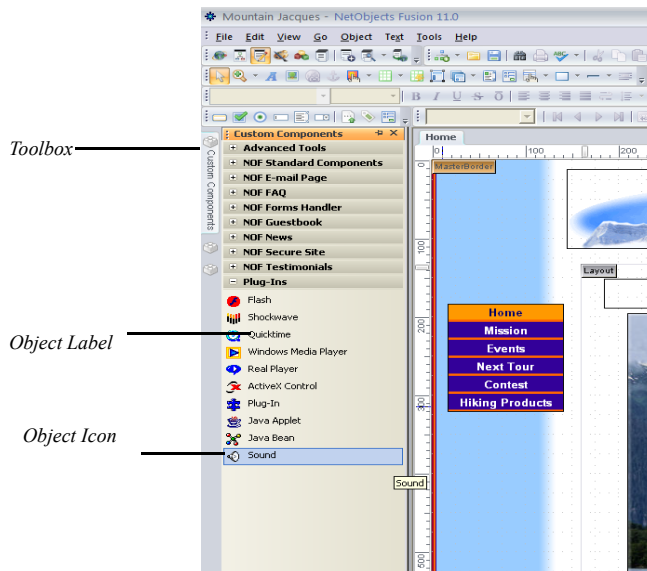 Mountain Jacques - NetObjects Fusion 11.0
File Edit View Go Object Text Tools Help
B I U S O
Custom Components
Home
Toolbox
Custom Components
Advanced Tools
NOF Standard Components
NOF E-mail Page
NOF FAQ
NOF Forms Handler
NOF Guestbook
NOF News
NOF Secure Site
NOF Testimonials
Plug-Ins
Flash
Shockwave
Quicktime
Windows Media Player
Real Player
ActiveX Control
Plug-In
Java Applet
Java Bean
Sound
Object Label
Object Icon
Sound
0 100 200
0
100
200
300
500
MasterBorder
Layout
Home
Mission
Events
Next Tour
Contest
Hiking Products